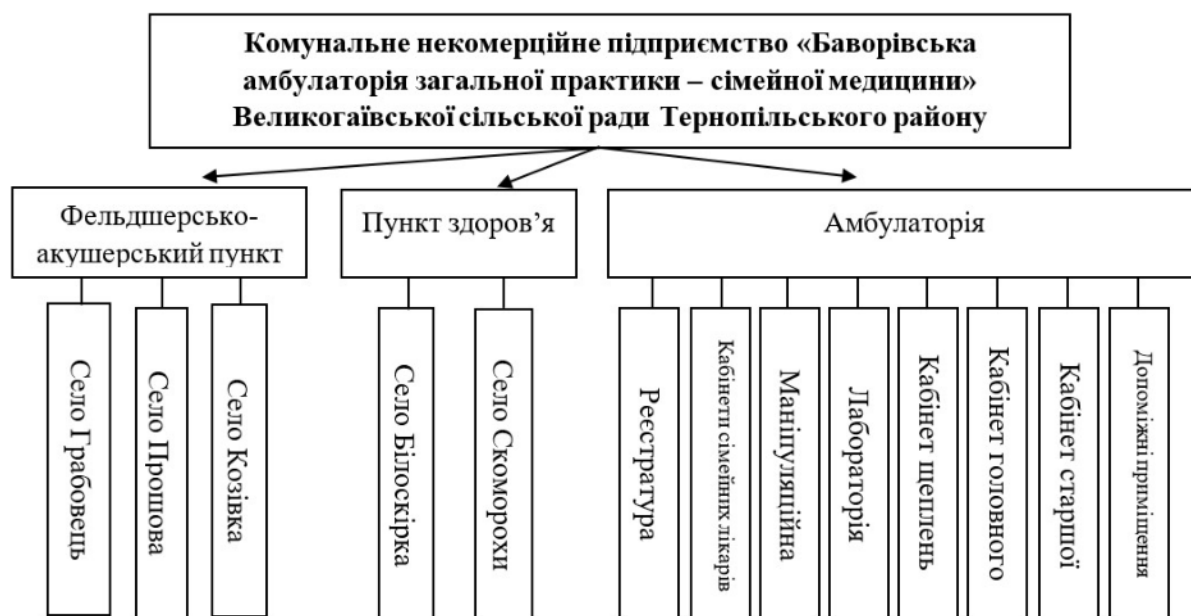 Комунальне некомерційне підприємство «Баворівська
амбулаторія загальної практики – сімейної медицини»
Великогаївської сільської ради Тернопільського району
Фельдшерсько-
акушерський пункт
Пункт здоров’я
Амбулаторія
Село Грабовець
Село Прошова
Село Козівка
Село Білоскірка
Село Скоморохи
Реєстратура
Кабінети сімейних лікарів
Маніпуляційна
Лабораторія
Кабінет щеплень
Кабінет головного
Кабінет старшої
Допоміжні приміщення